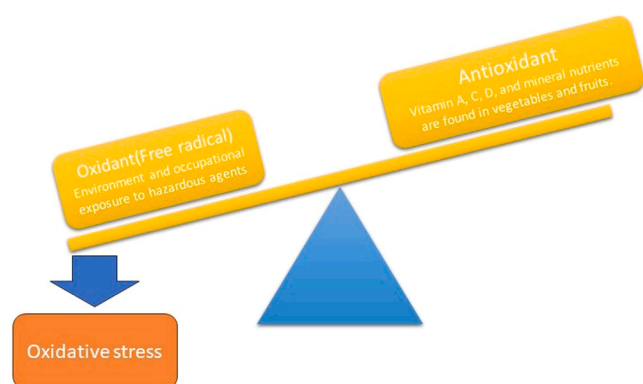 Oxidant(Free radical)
Environment and occupational
exposure to hazardous agents
Antioxidant
Vitamin A, C, D, and mineral nutrients
are found in vegetables and fruits.
Oxidative stress